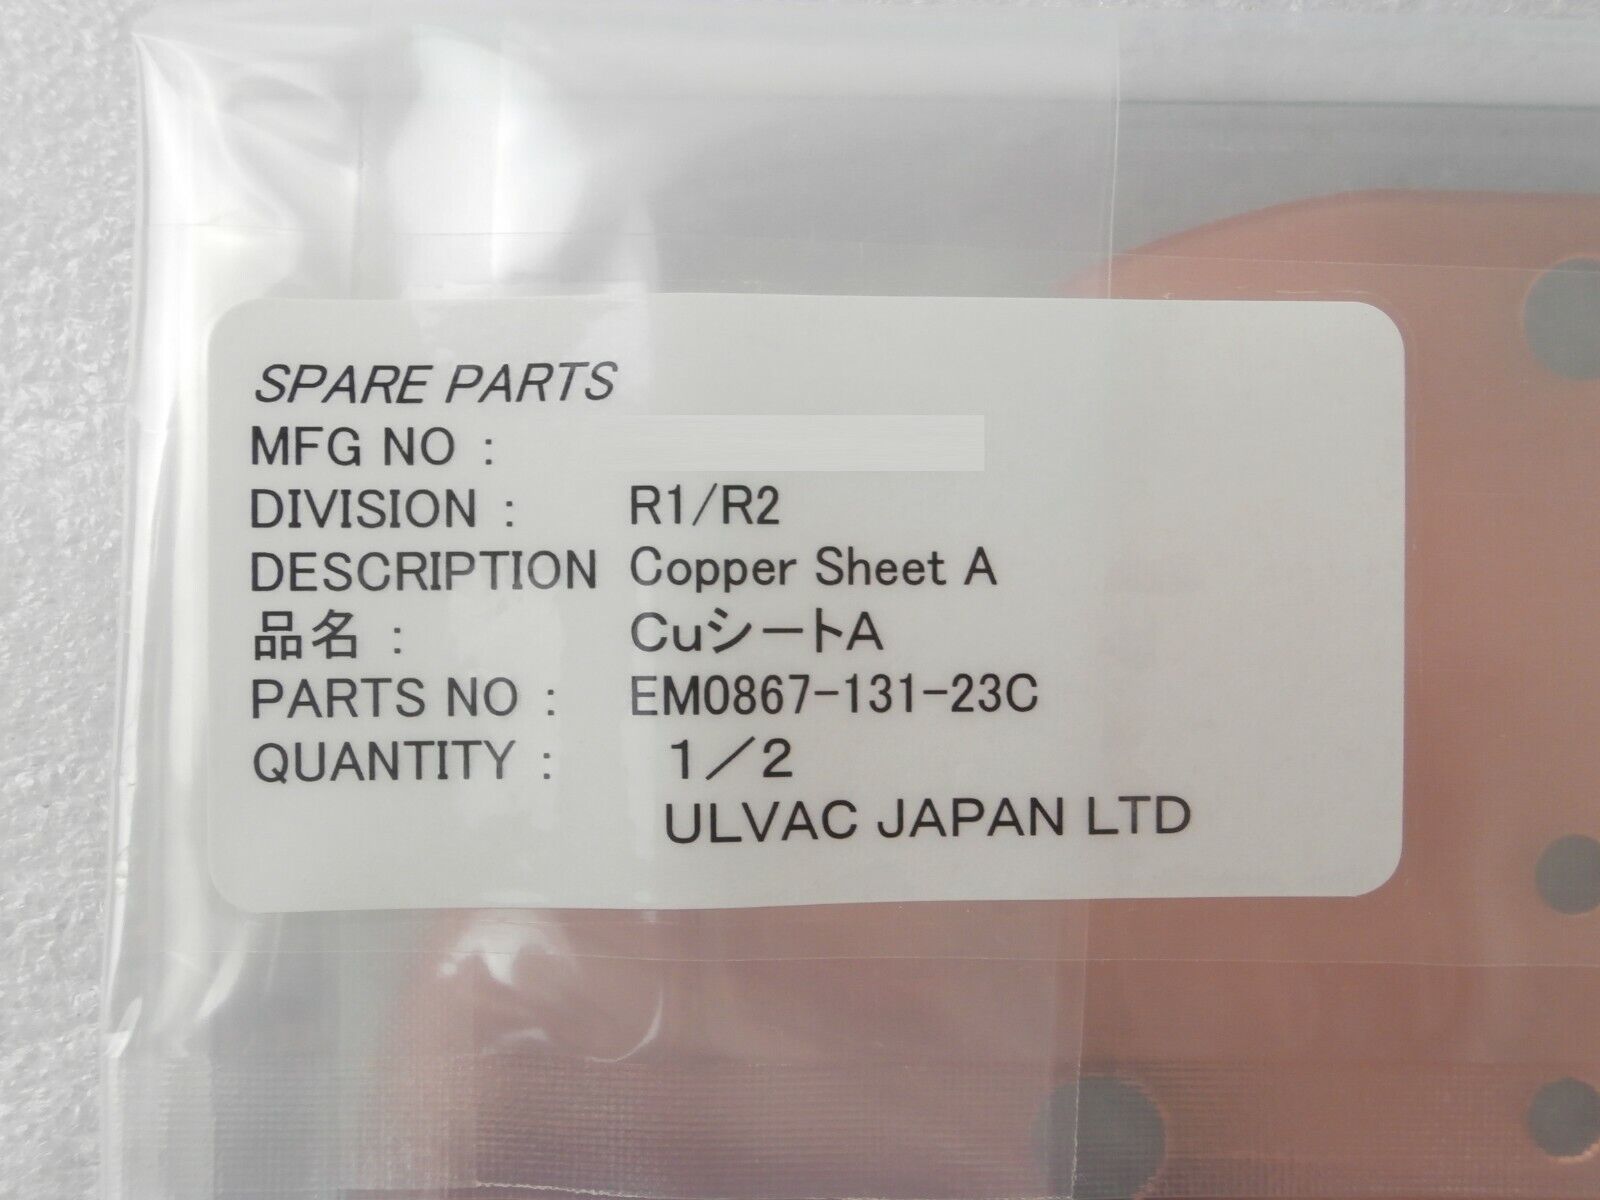 SPARE PARTS
MFG NO :
DIVISION : R1/R2
DESCRIPTION Copper Sheet A
品名 : CuシートA
PARTS NO : EM0867-131-23C
QUANTITY : 1／2
ULVAC JAPAN LTD